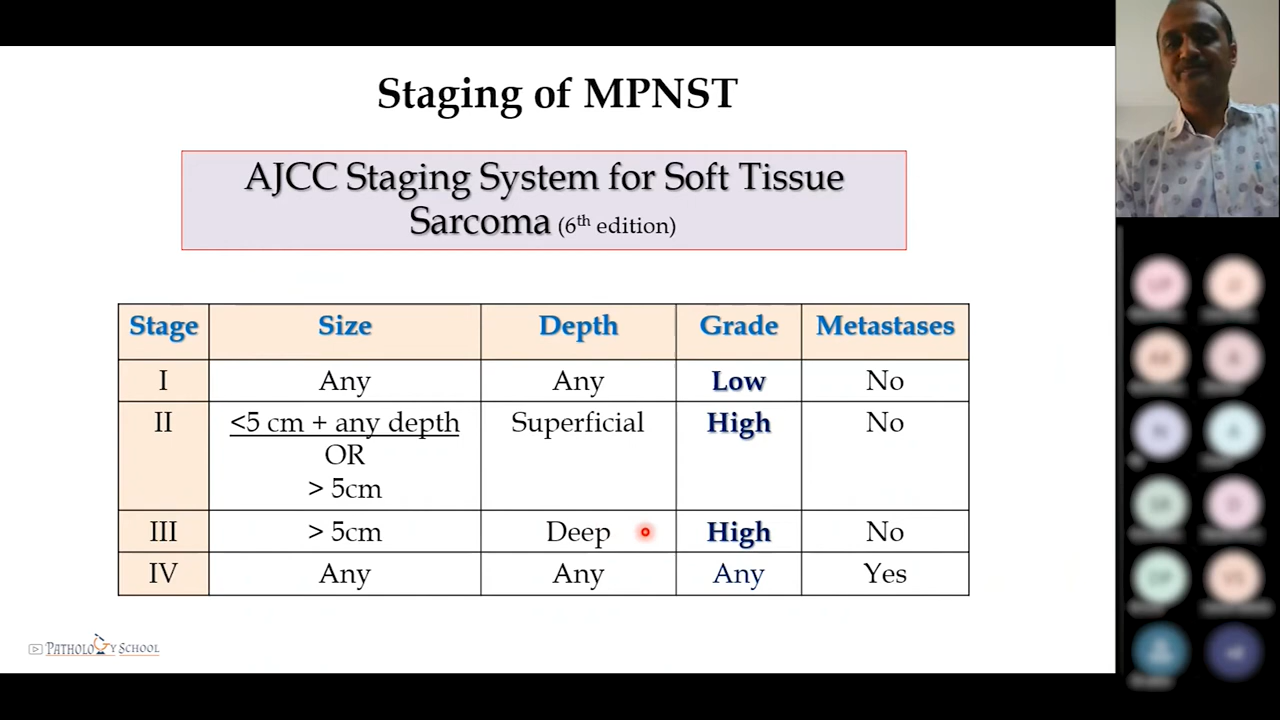 Staging of MPNST
AJCC Staging System for Soft Tissue
Sarcoma (6th edition)
Stage Size Depth Grade Metastases
I Any Any Low No
II <5 cm + any depth Superficial High No
OR
> 5cm
III > 5cm Deep High No
IV Any Any Any Yes
PATHOLOGY SCHOOL